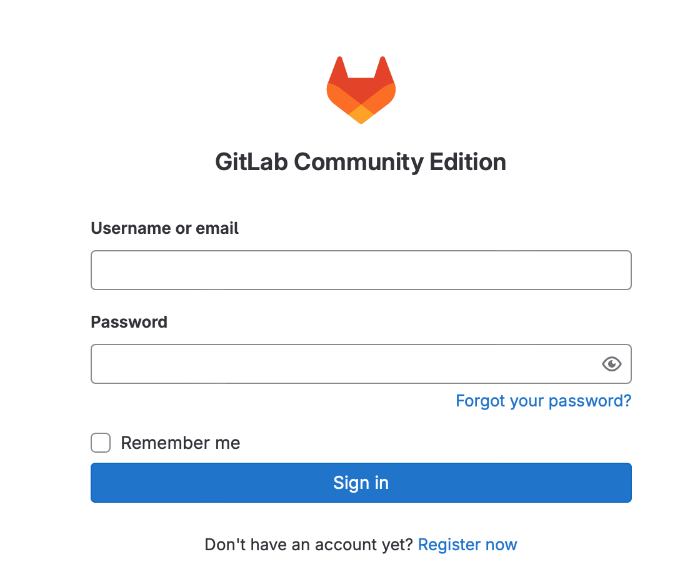 GitLab Community Edition
Username or email
Password
Forgot your password?
Remember me
Sign in
Don't have an account yet? Register now